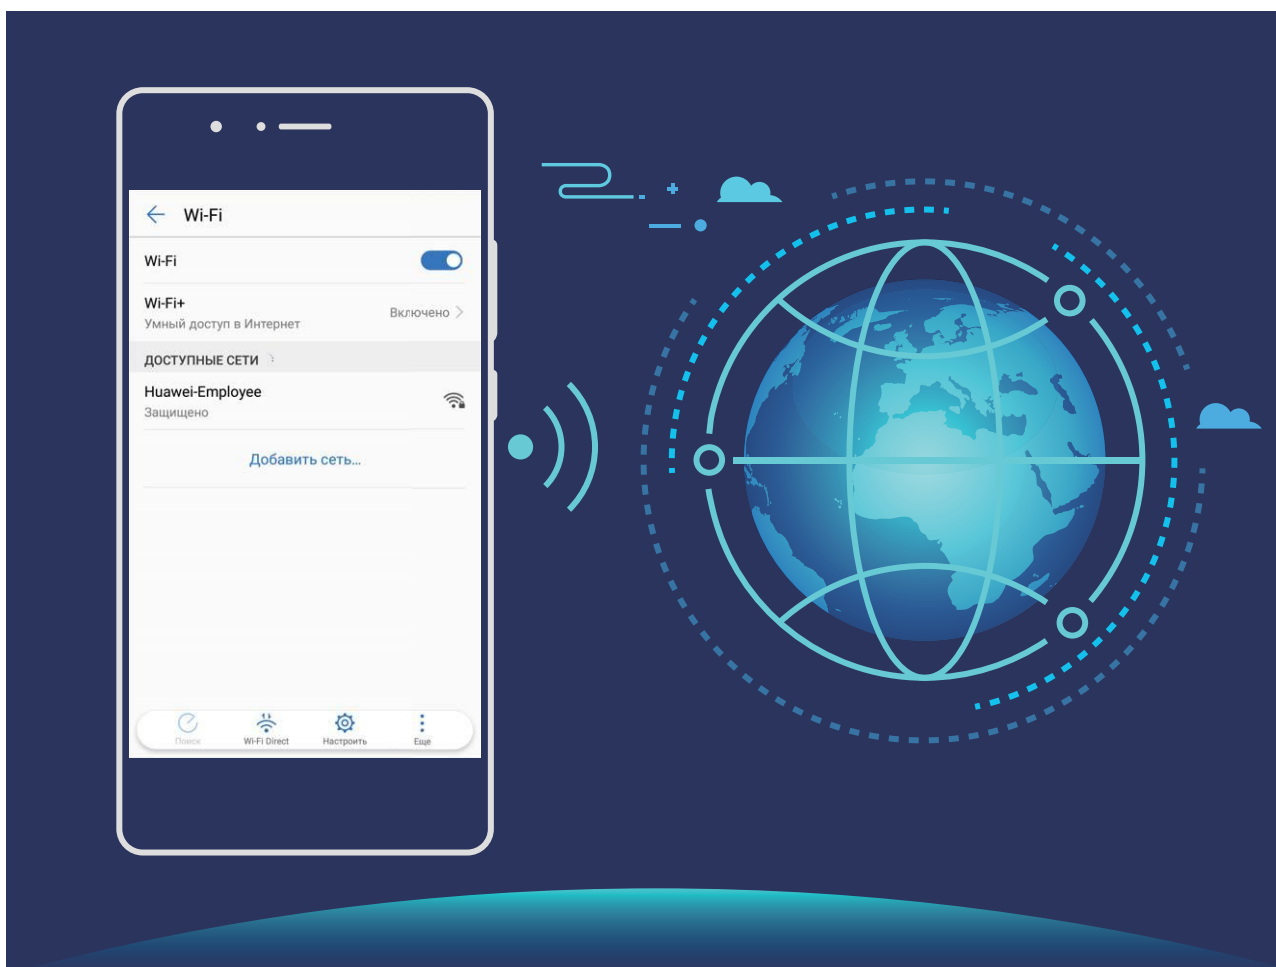 Wi-Fi
Wi-Fi
Wi-Fi+
Умный доступ в Интернет
Включено
ДОСТУПНЫЕ СЕТИ
Huawei-Employee
Защищено
Добавить сеть...
Поиск
Wi-Fi Direct
Настроить
Еще